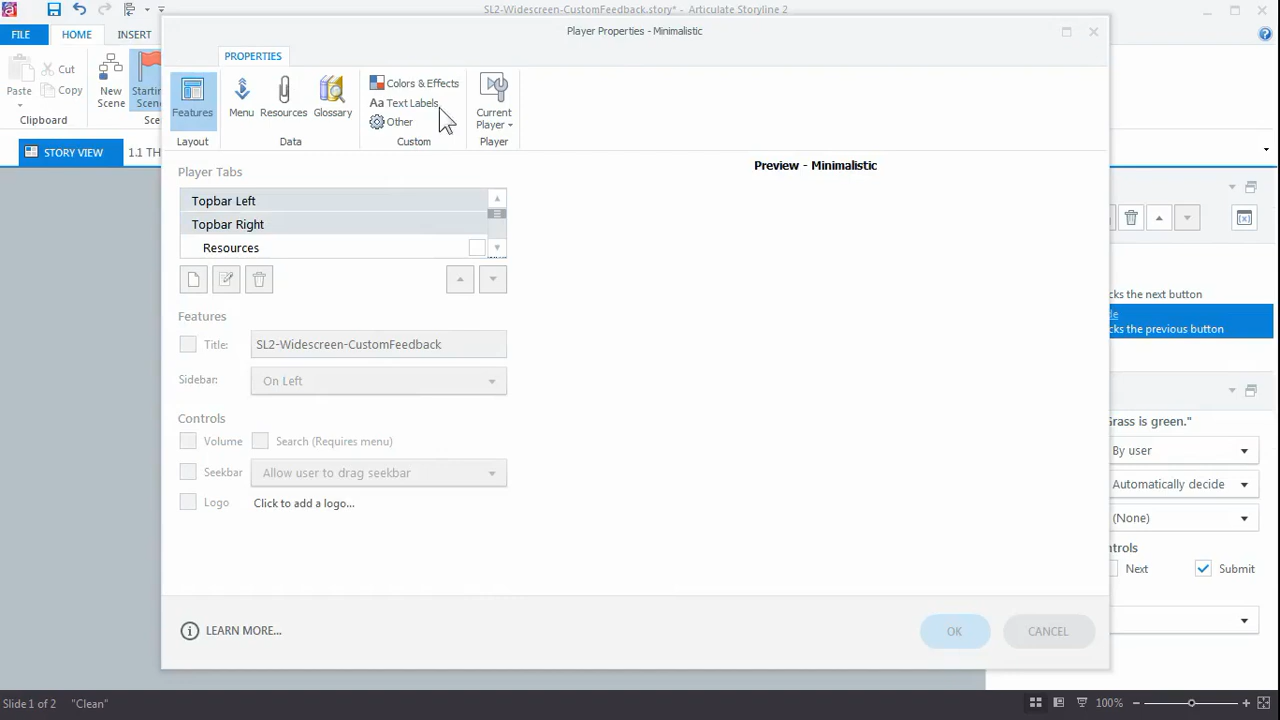 SL2-Widescreen-CustomFeedback.story* - Articulate Storyline 2
FILE
HOME
INSERT
Player Properties - Minimalistic
PROPERTIES
Paste
Cut
Copy
Clipboard
New
Scene
Starting
Scene
Features
Layout
Menu
Resources
Glossary
Data
Colors & Effects
Aa Text Labels
Other
Custom
Current
Player
Player
STORY VIEW
Player Tabs
Preview - Minimalistic
Topbar Left
Topbar Right
Resources
cks the next button
de
cks the previous button
Features
Title:
SL2-Widescreen-CustomFeedback
Sidebar:
On Left
Controls
Volume
Search (Requires menu)
Seekbar
Allow user to drag seekbar
Logo
Click to add a logo...
Grass is green."
By user
Automatically decide
(None)
Next
Submit
LEARN MORE...
OK
CANCEL
Slide 1 of 2
"Clean"
100%